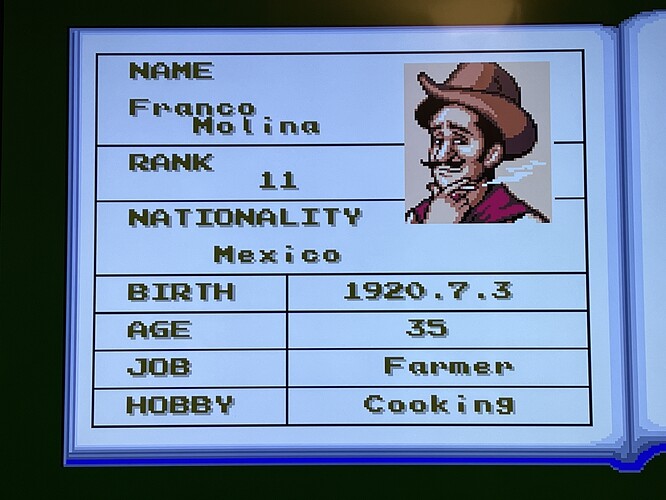 NAME
Franco
Molina
RANK
11
NATIONALITY
Mexico
BIRTH 1920.7.3
AGE 35
JOB Farmer
HOBBY Cooking